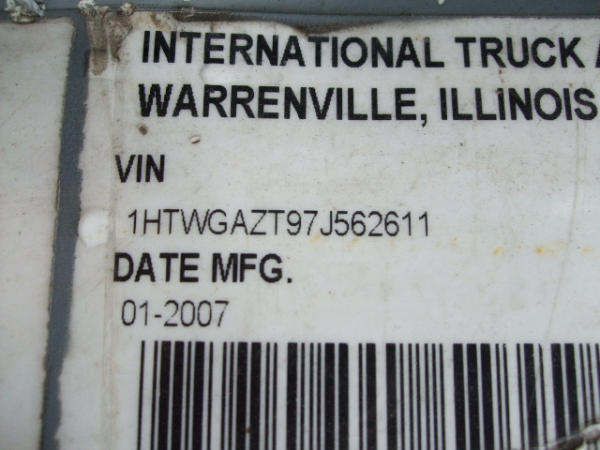 INTERNATIONAL TRUCK
WARRENVILLE, ILLINOIS
VIN
1HTWGAZT97J562611
DATE MFG.
01-2007